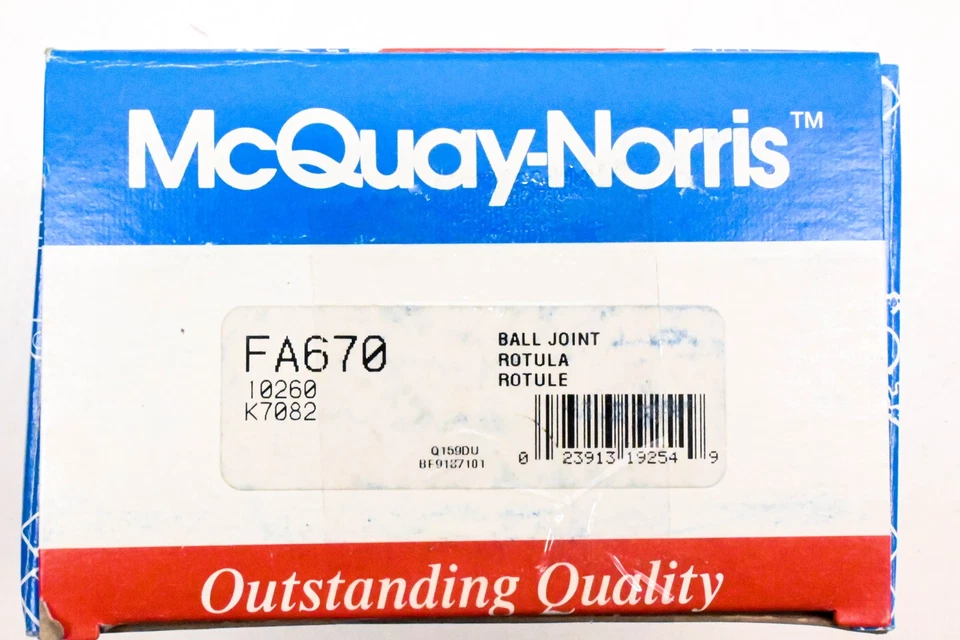 McQuay-Norris™
FA670
10260
K7082
BALL JOINT
ROTULA
ROTULE
Q159DU
BF9187101
0 23913 19254 9
Outstanding Quality